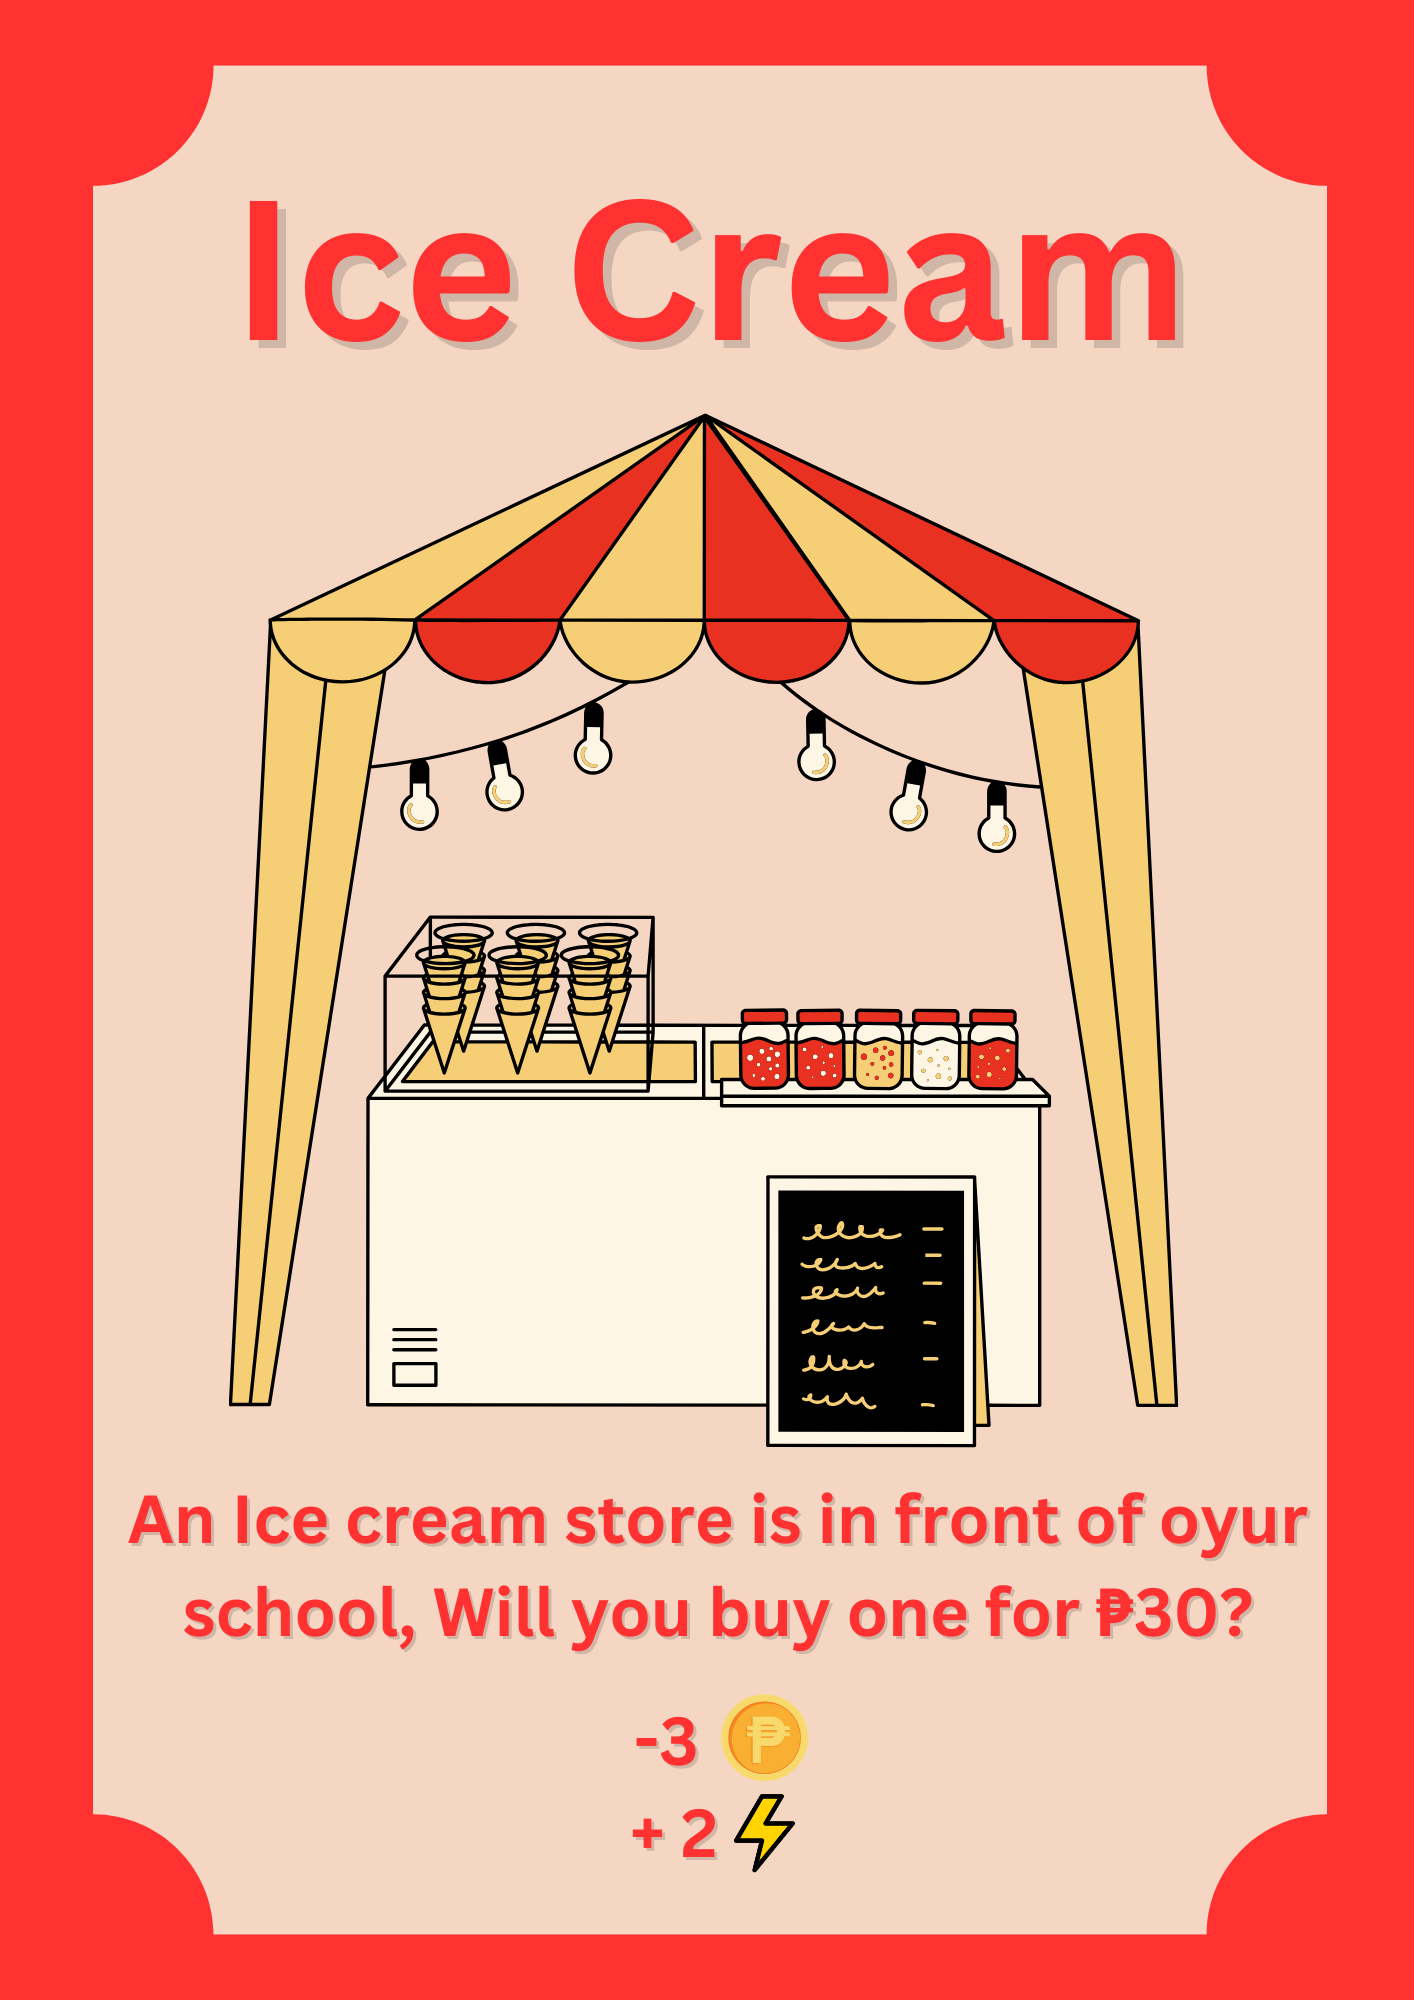 Ice Cream
An Ice cream store is in front of oyur
school, Will you buy one for ₱30?
-3 ₱
+ 2